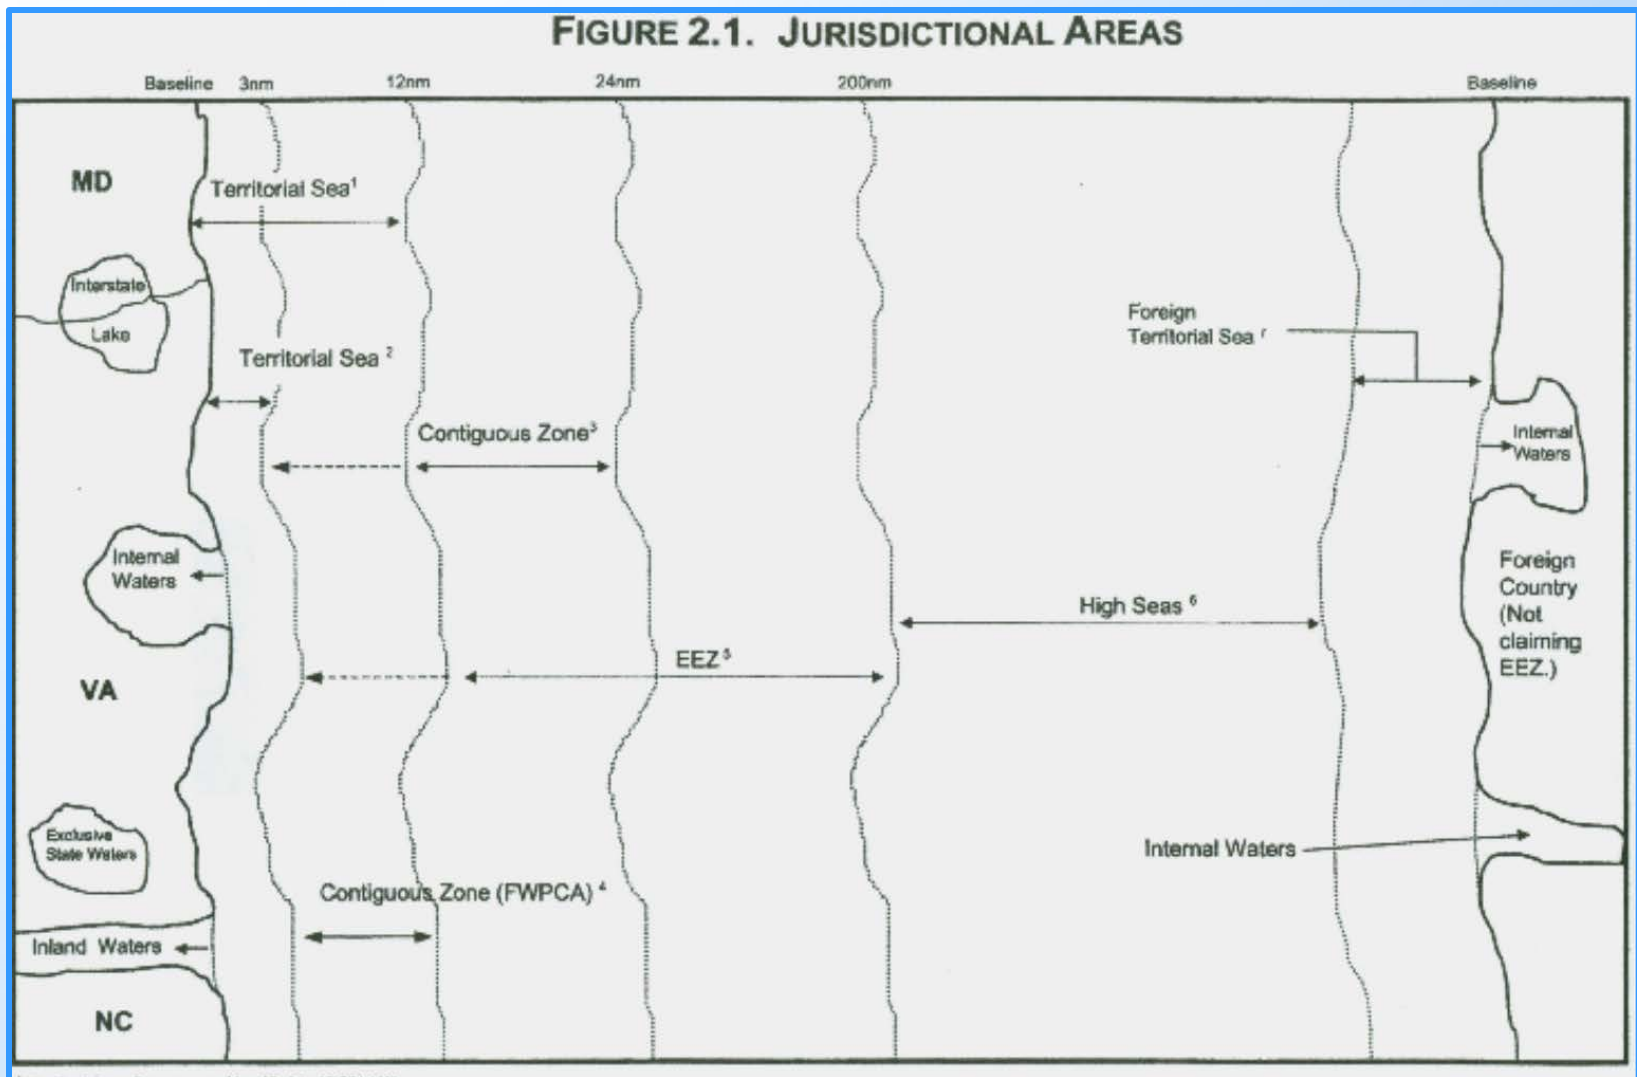 FIGURE 2.1. JURISDICTIONAL AREAS
Baseline 3nm 12nm 24nm 200nm Baseline
MD
Territorial Sea¹
Interstate
Lake
Foreign
Territorial Sea
Territorial Sea ²
Contiguous Zone³
Internal
Waters
Internal
Waters
Foreign
Country
(Not
claiming
EEZ.)
High Seas ⁶
EEZ ⁵
VA
Exclusive
State Waters
Internal Waters
Contiguous Zone (FWPCA) ⁴
Inland Waters
NC